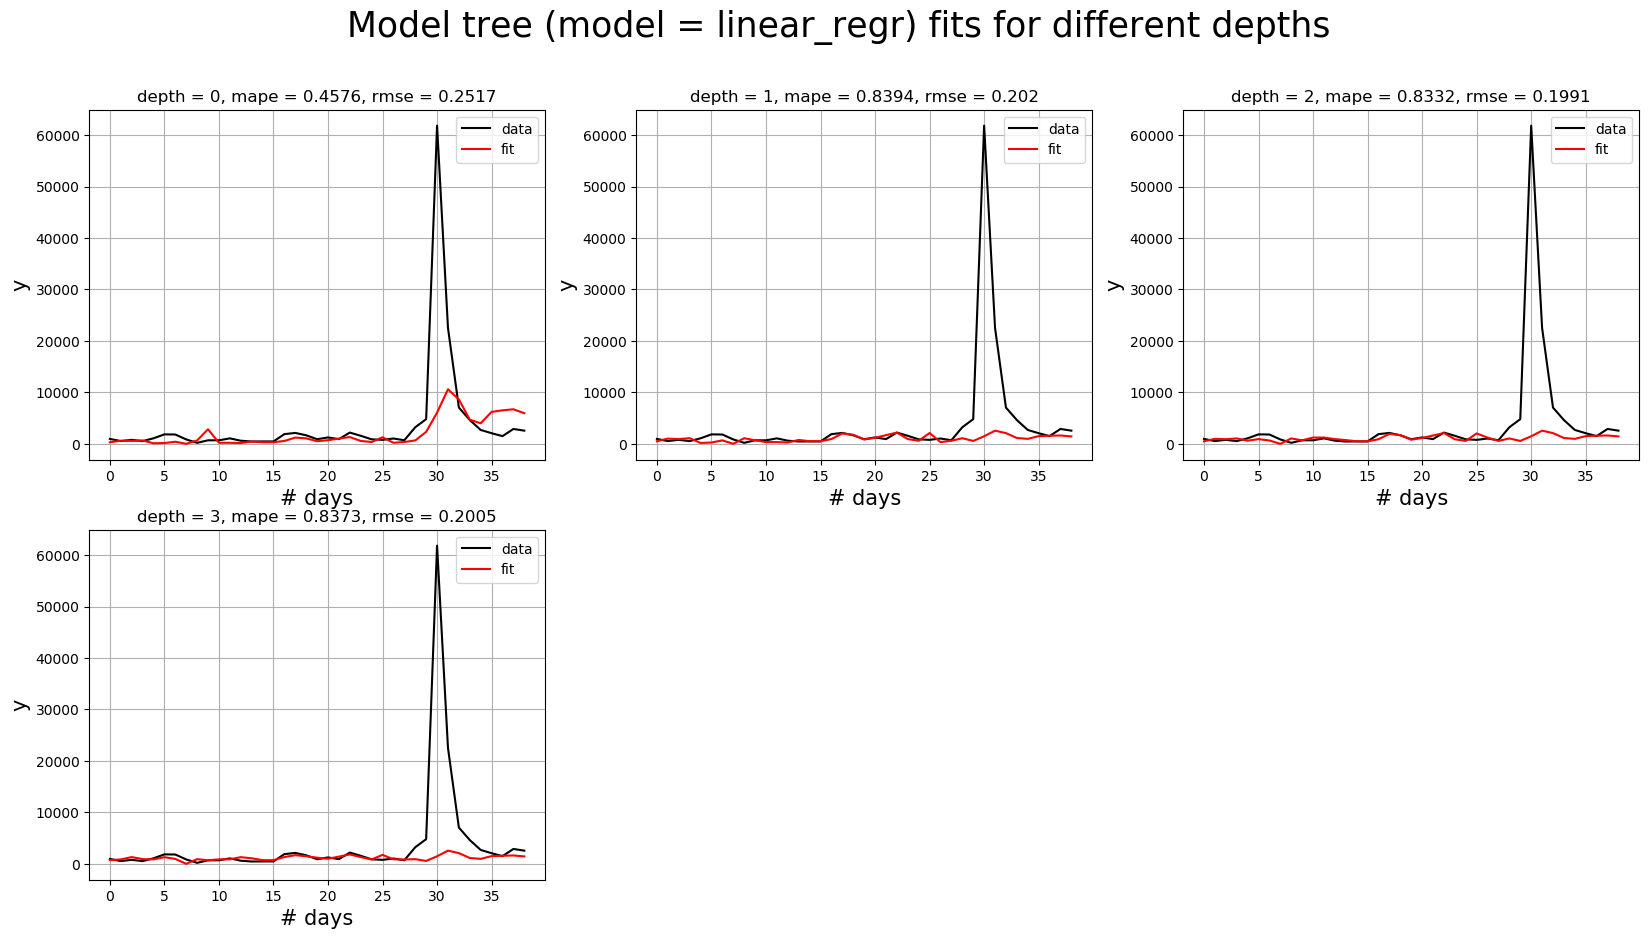 Model tree (model = linear_regr) fits for different depths
depth = 0, mape = 0.4576, rmse = 0.2517
60000
50000
40000
30000
20000
10000
0
y
data
fit
0 5 10 15 20 25 30 35
# days
depth = 1, mape = 0.8394, rmse = 0.202
60000
50000
40000
30000
20000
10000
0
y
data
fit
0 5 10 15 20 25 30 35
# days
depth = 2, mape = 0.8332, rmse = 0.1991
60000
50000
40000
30000
20000
10000
0
y
data
fit
0 5 10 15 20 25 30 35
# days
depth = 3, mape = 0.8373, rmse = 0.2005
60000
50000
40000
30000
20000
10000
0
y
data
fit
0 5 10 15 20 25 30 35
# days